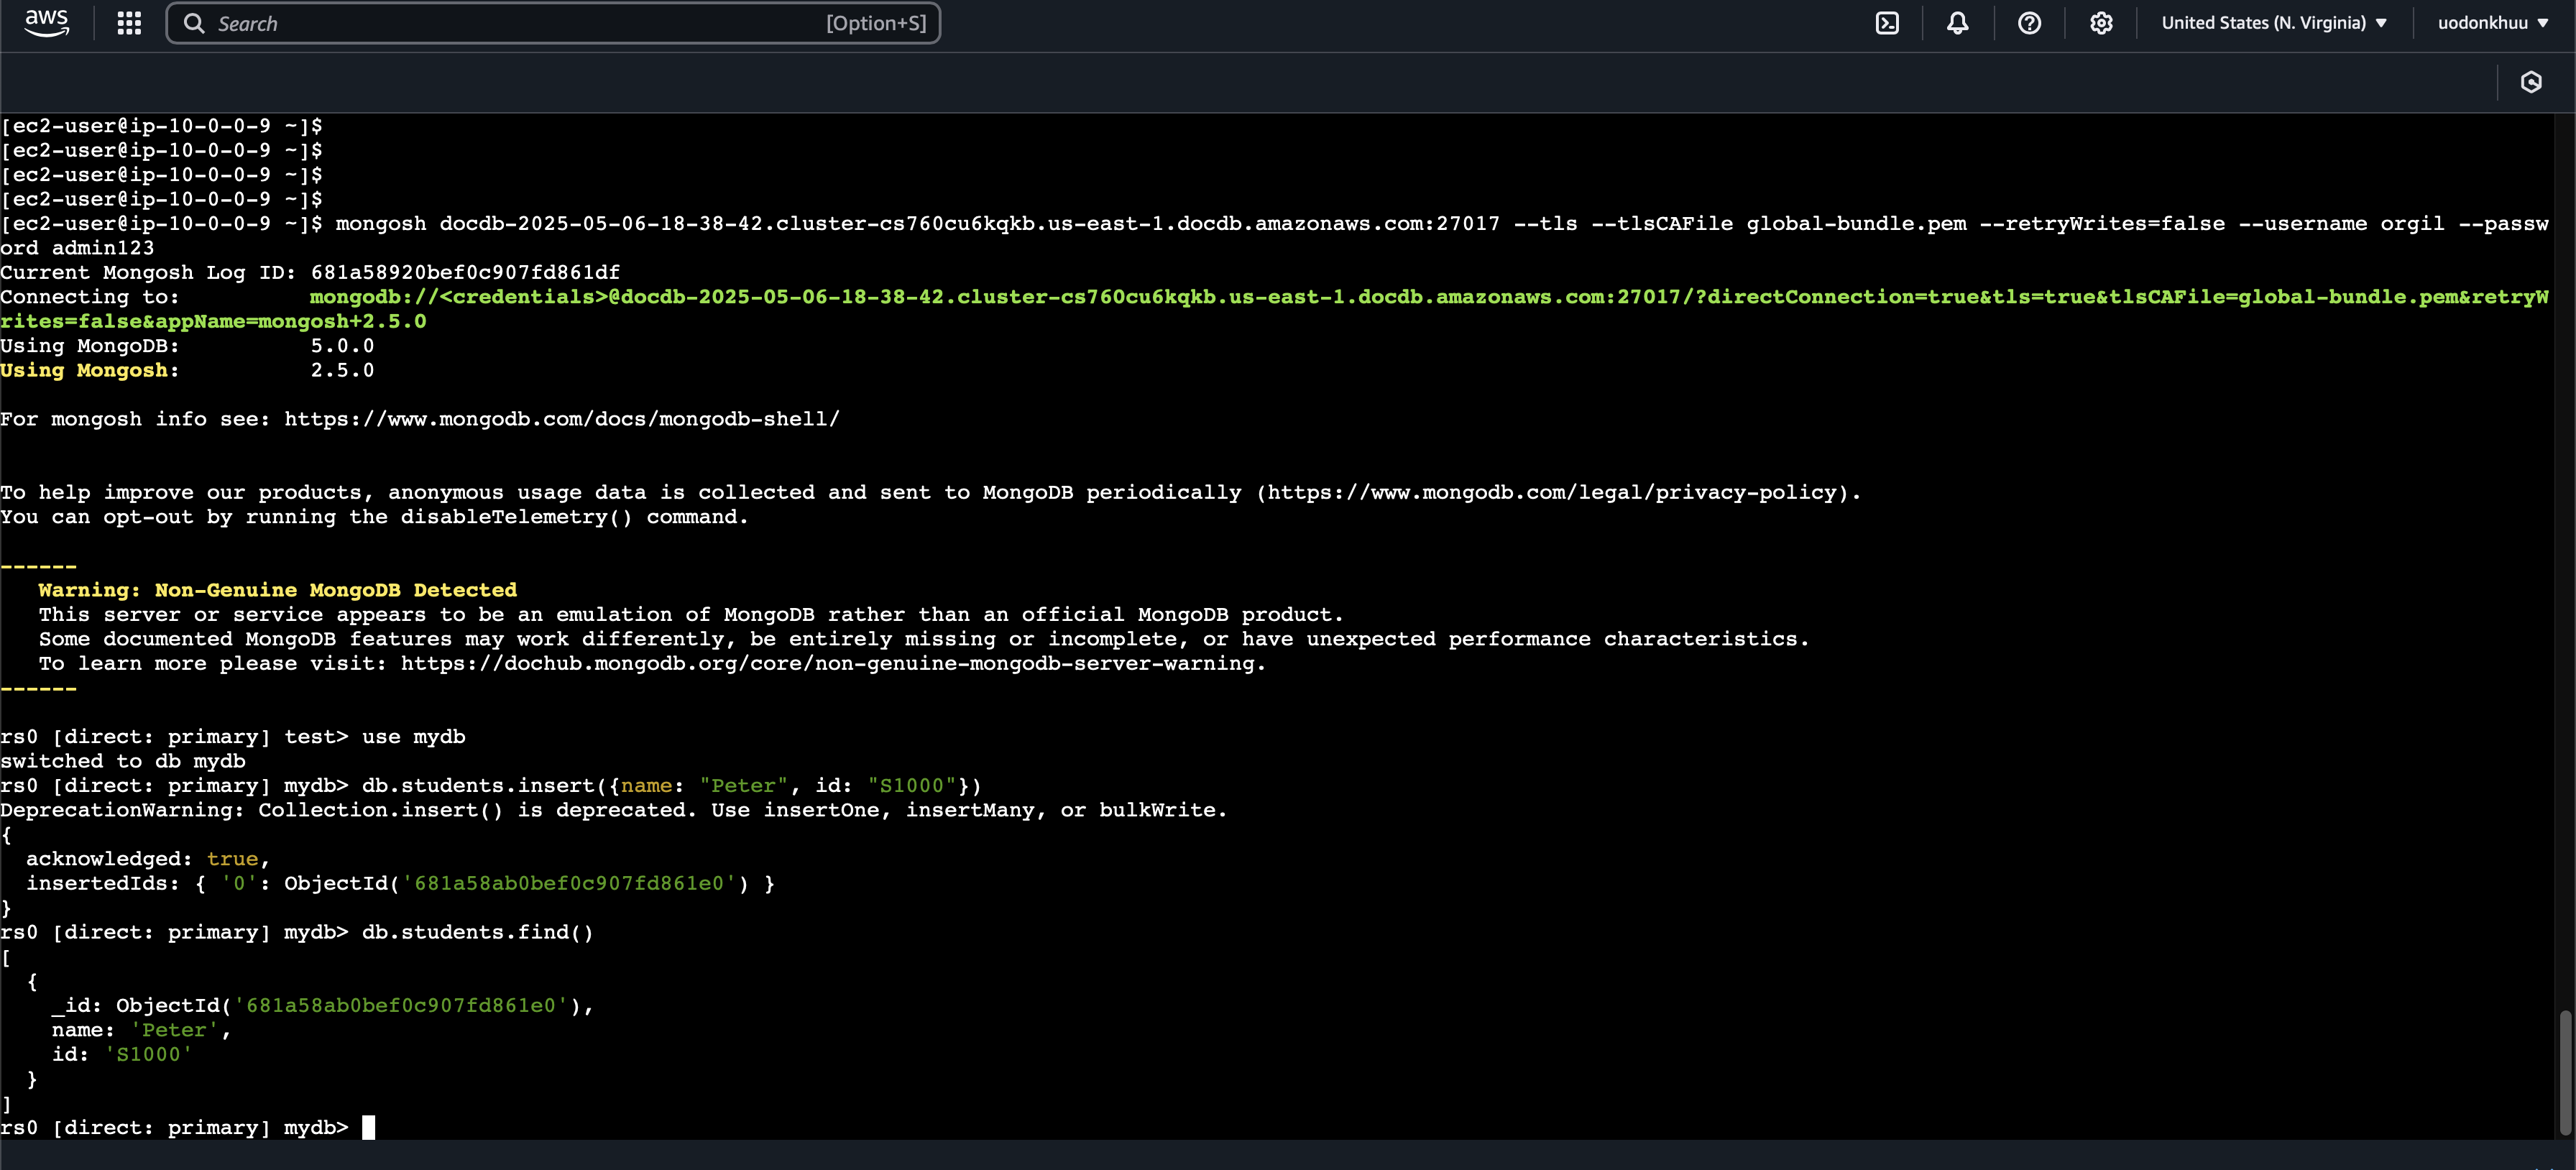 aws
Search [Option+S] United States (N. Virginia) uodonkhuu
[ec2-user@ip-10-0-0-9 ~]$
[ec2-user@ip-10-0-0-9 ~]$
[ec2-user@ip-10-0-0-9 ~]$
[ec2-user@ip-10-0-0-9 ~]$
[ec2-user@ip-10-0-0-9 ~]$ mongosh docdb-2025-05-06-18-38-42.cluster-cs760cu6kqkb.us-east-1.docdb.amazonaws.com:27017 --tls --tlsCAFile global-bundle.pem --retryWrites=false --username orgil --passw
ord admin123
Current Mongosh Log ID: 681a58920bef0c907fd861df
Connecting to: mongodb://<credentials>@docdb-2025-05-06-18-38-42.cluster-cs760cu6kqkb.us-east-1.docdb.amazonaws.com:27017/?directConnection=true&tls=true&tlsCAFile=global-bundle.pem&retryW
rites=false&appName=mongosh+2.5.0
Using MongoDB: 5.0.0
Using Mongosh: 2.5.0
For mongosh info see: https://www.mongodb.com/docs/mongodb-shell/
To help improve our products, anonymous usage data is collected and sent to MongoDB periodically (https://www.mongodb.com/legal/privacy-policy).
You can opt-out by running the disableTelemetry() command.
------
Warning: Non-Genuine MongoDB Detected
This server or service appears to be an emulation of MongoDB rather than an official MongoDB product.
Some documented MongoDB features may work differently, be entirely missing or incomplete, or have unexpected performance characteristics.
To learn more please visit: https://dochub.mongodb.org/core/non-genuine-mongodb-server-warning.
------
rs0 [direct: primary] test> use mydb
switched to db mydb
rs0 [direct: primary] mydb> db.students.insert({name: "Peter", id: "S1000"})
DeprecationWarning: Collection.insert() is deprecated. Use insertOne, insertMany, or bulkWrite.
{
acknowledged: true,
insertedIds: { '0': ObjectId('681a58ab0bef0c907fd861e0') }
}
rs0 [direct: primary] mydb> db.students.find()
[
{
_id: ObjectId('681a58ab0bef0c907fd861e0'),
name: 'Peter',
id: 'S1000'
}
]
rs0 [direct: primary] mydb>